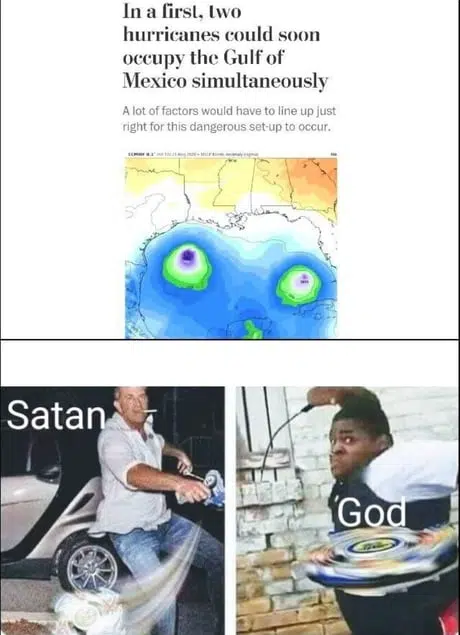 In a first, two
hurricanes could soon
occupy the Gulf of
Mexico simultaneously
A lot of factors would have to line up just
right for this dangerous set-up to occur.
Satan
God